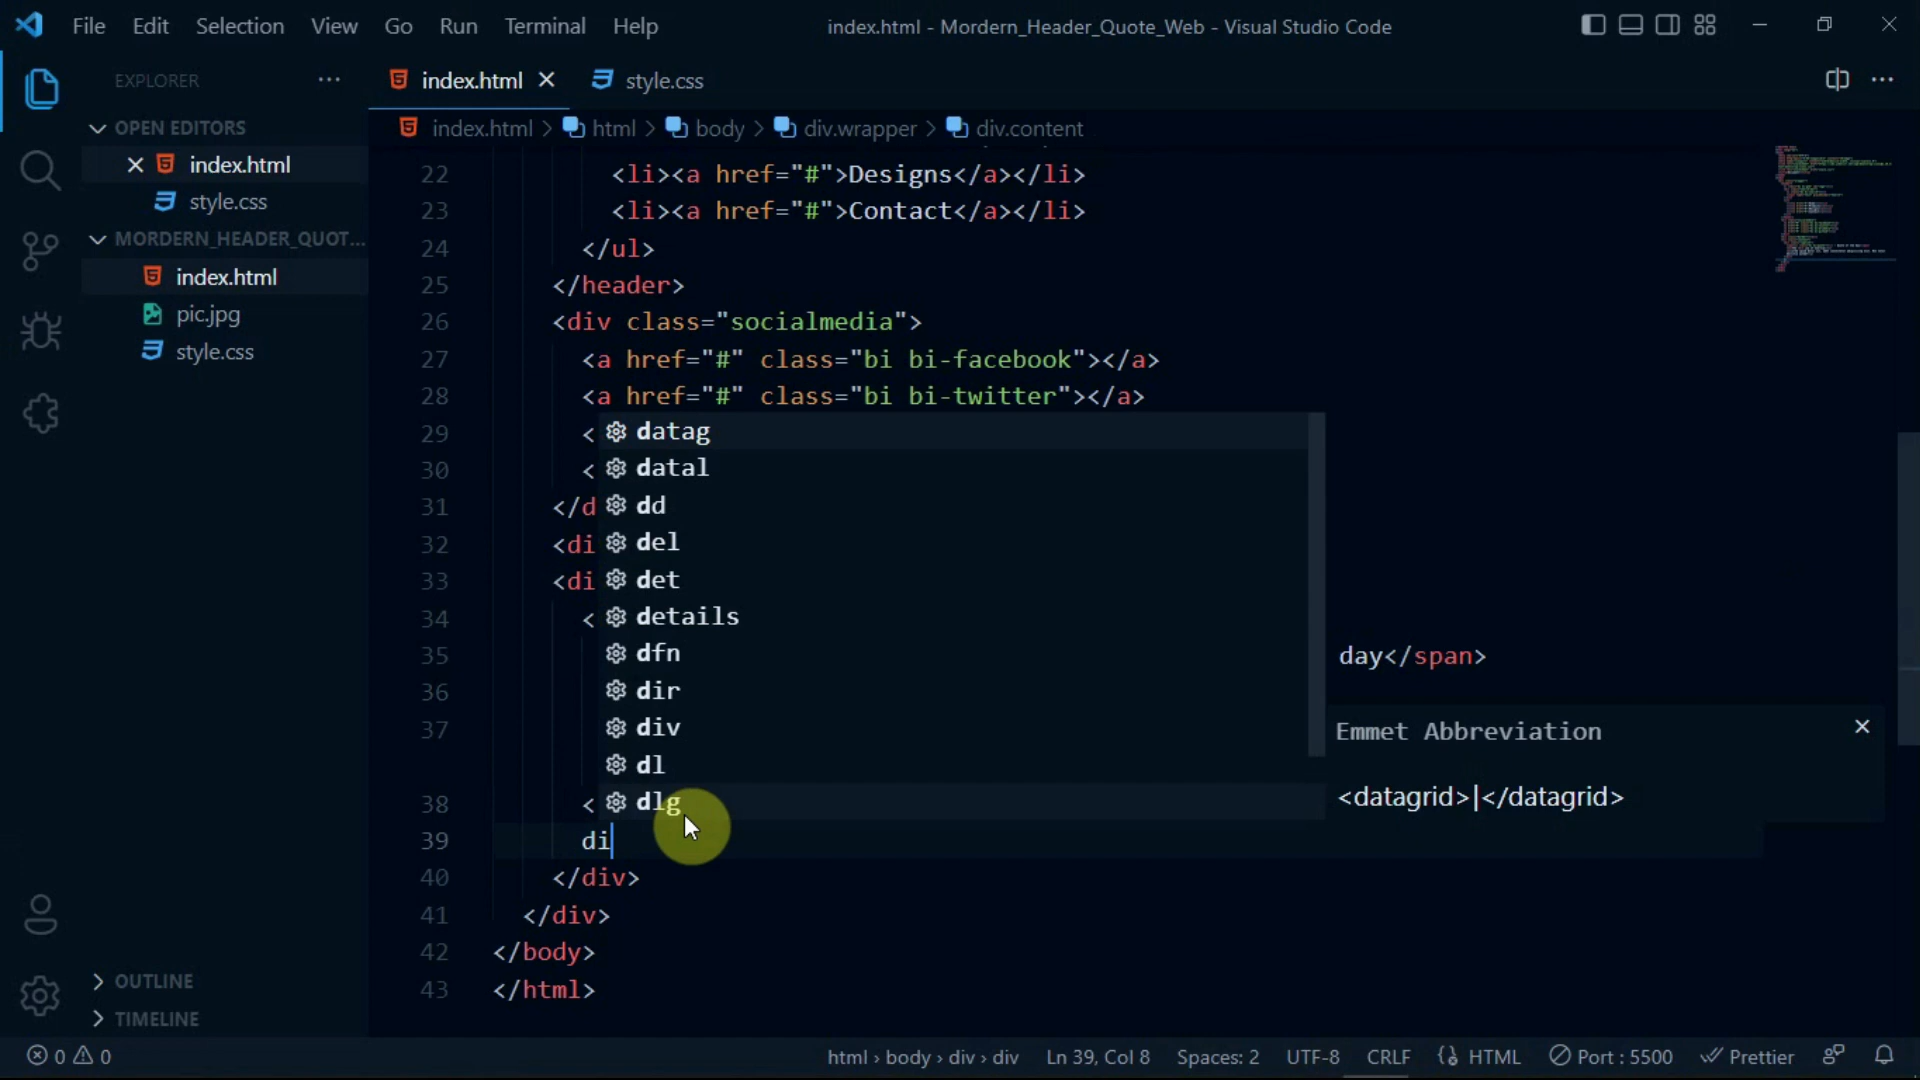 File Edit Selection View Go Run Terminal Help
index.html - Mordern_Header_Quote_Web - Visual Studio Code
EXPLORER
OPEN EDITORS
index.html
style.css
MORDERN_HEADER_QUOT...
index.html
pic.jpg
style.css
OUTLINE
TIMELINE
index.html style.css
index.html > html > body > div.wrapper > div.content
22 <li><a href="#">Designs</a></li>
23 <li><a href="#">Contact</a></li>
24 </ul>
25 </header>
26 <div class="socialmedia">
27 <a href="#" class="bi bi-facebook"></a>
28 <a href="#" class="bi bi-twitter"></a>
29 <
30 <
31 </d
32 <di
33 <di
34 <
35 day</span>
36
37
38 <
39 di
40 </div>
41 </div>
42 </body>
43 </html>
datag
datal
dd
del
det
details
dfn
dir
div
dl
dlg
Emmet Abbreviation
<datagrid>|</datagrid>
0 0 html > body > div > div Ln 39, Col 8 Spaces: 2 UTF-8 CRLF HTML Port : 5500 Prettier